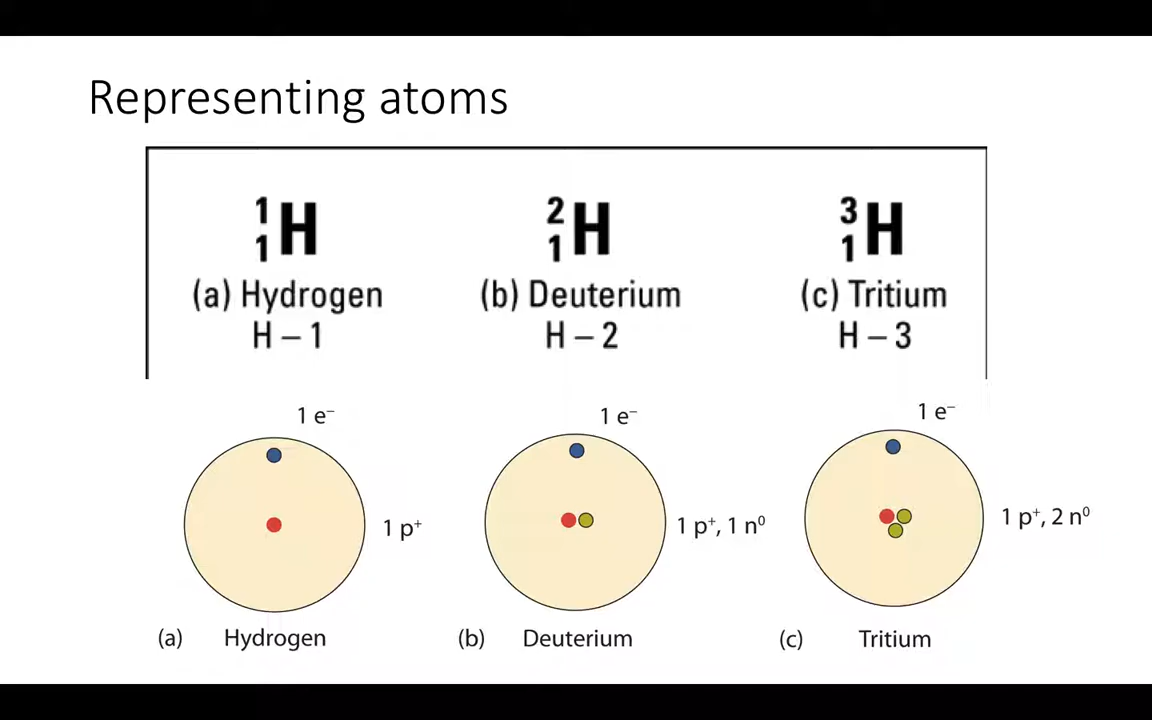 Representing atoms
¹₁H ²₁H ³₁H
(a) Hydrogen (b) Deuterium (c) Tritium
H – 1 H – 2 H – 3
1 e⁻ 1 e⁻ 1 e⁻
1 p⁺ 1 p⁺, 1 n⁰ 1 p⁺, 2 n⁰
(a) Hydrogen (b) Deuterium (c) Tritium